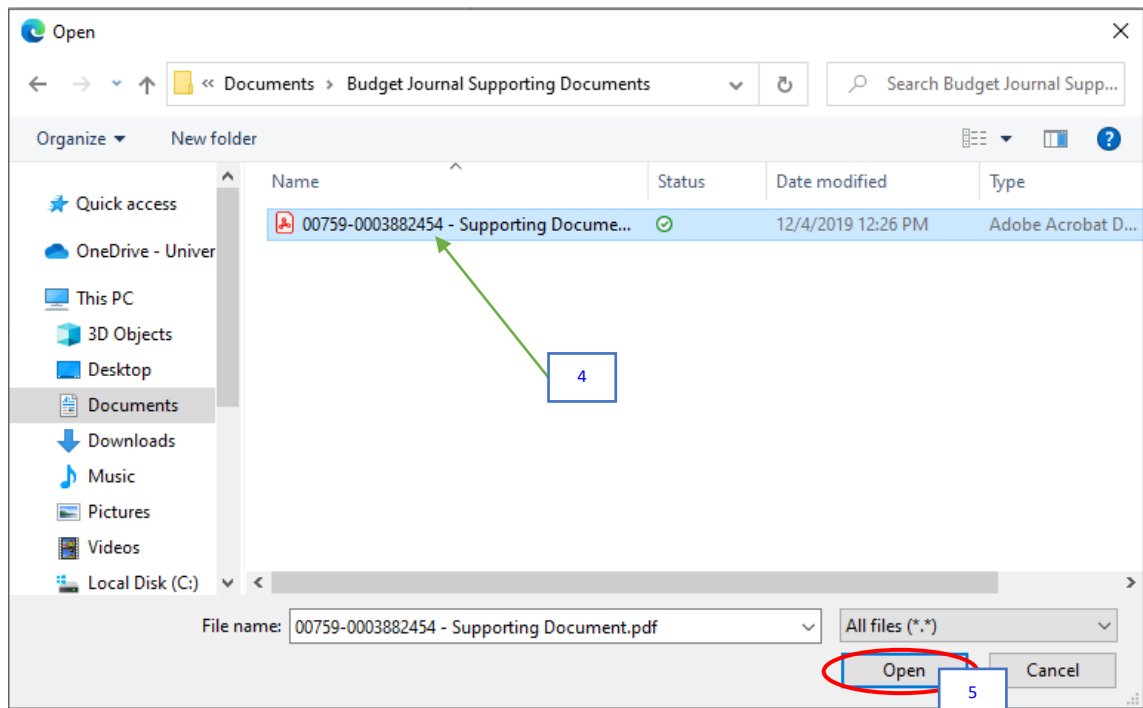 Open
« Documents › Budget Journal Supporting Documents
Search Budget Journal Supp...
Organize
New folder
?
Name Status Date modified Type
00759-0003882454 - Supporting Docume... 12/4/2019 12:26 PM Adobe Acrobat D...
Quick access
OneDrive - Univer
This PC
3D Objects
Desktop
Documents
Downloads
Music
Pictures
Videos
Local Disk (C:)
4
File name: 00759-0003882454 - Supporting Document.pdf All files (*.*)
Open Cancel
5